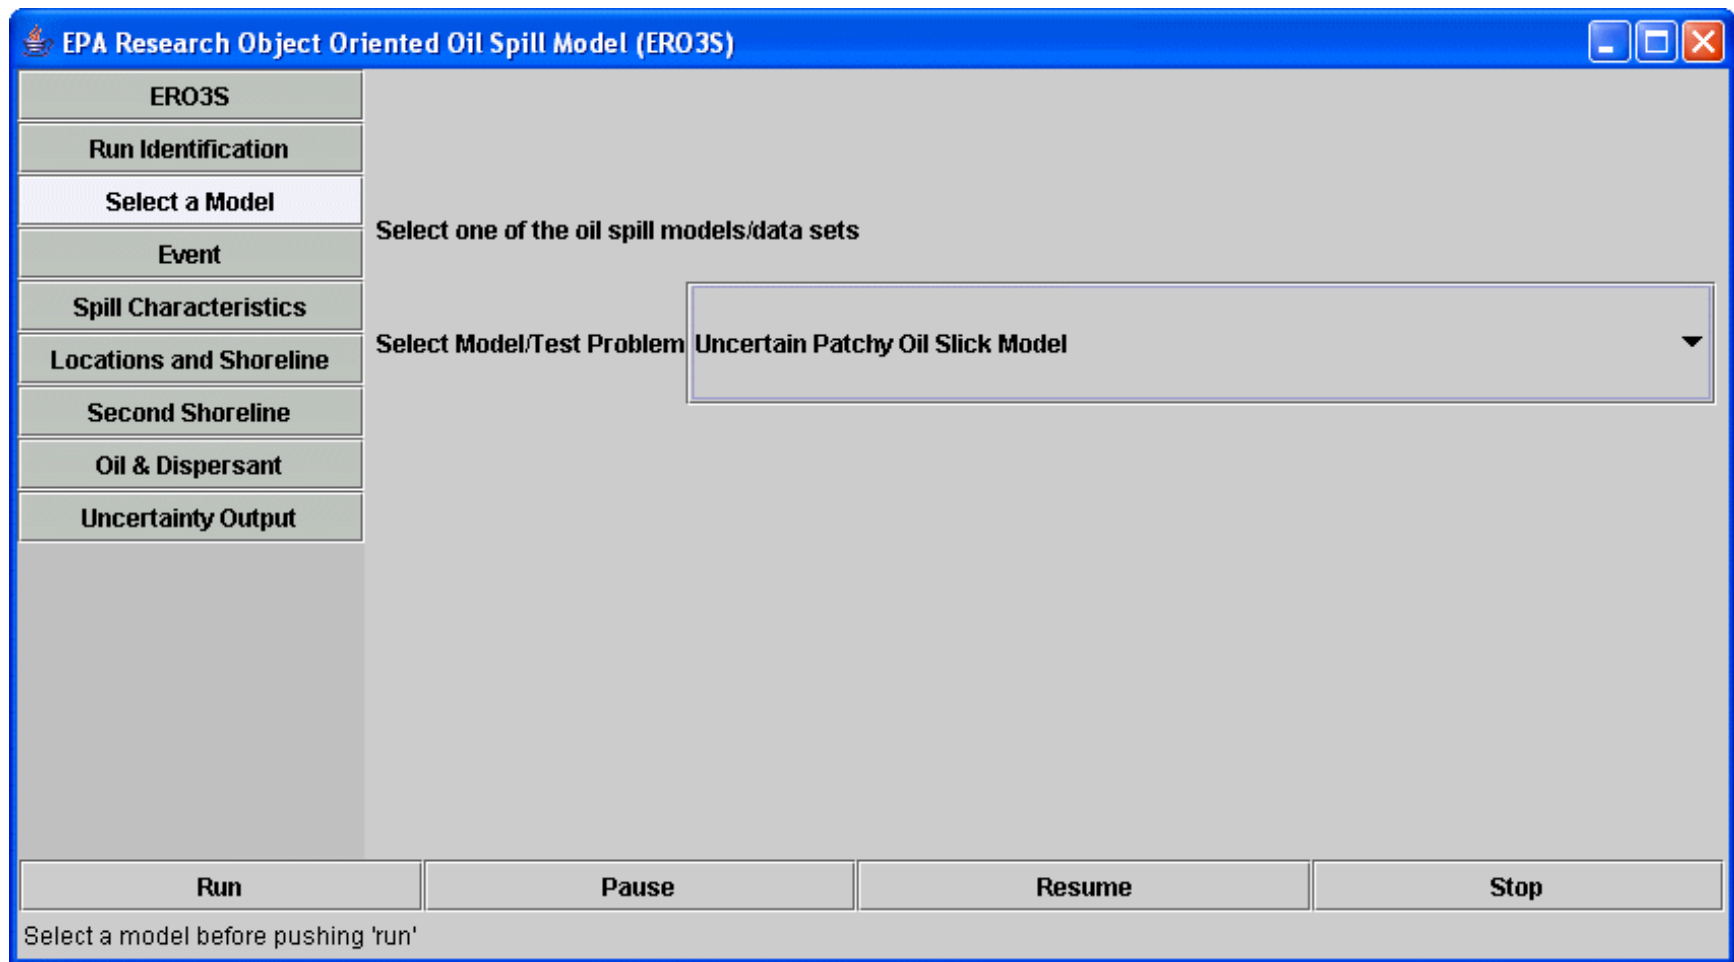 EPA Research Object Oriented Oil Spill Model (ERO3S)
ERO3S
Run Identification
Select a Model
Event
Spill Characteristics
Locations and Shoreline
Second Shoreline
Oil & Dispersant
Uncertainty Output
Select one of the oil spill models/data sets
Select Model/Test Problem Uncertain Patchy Oil Slick Model
Run Pause Resume Stop
Select a model before pushing 'run'